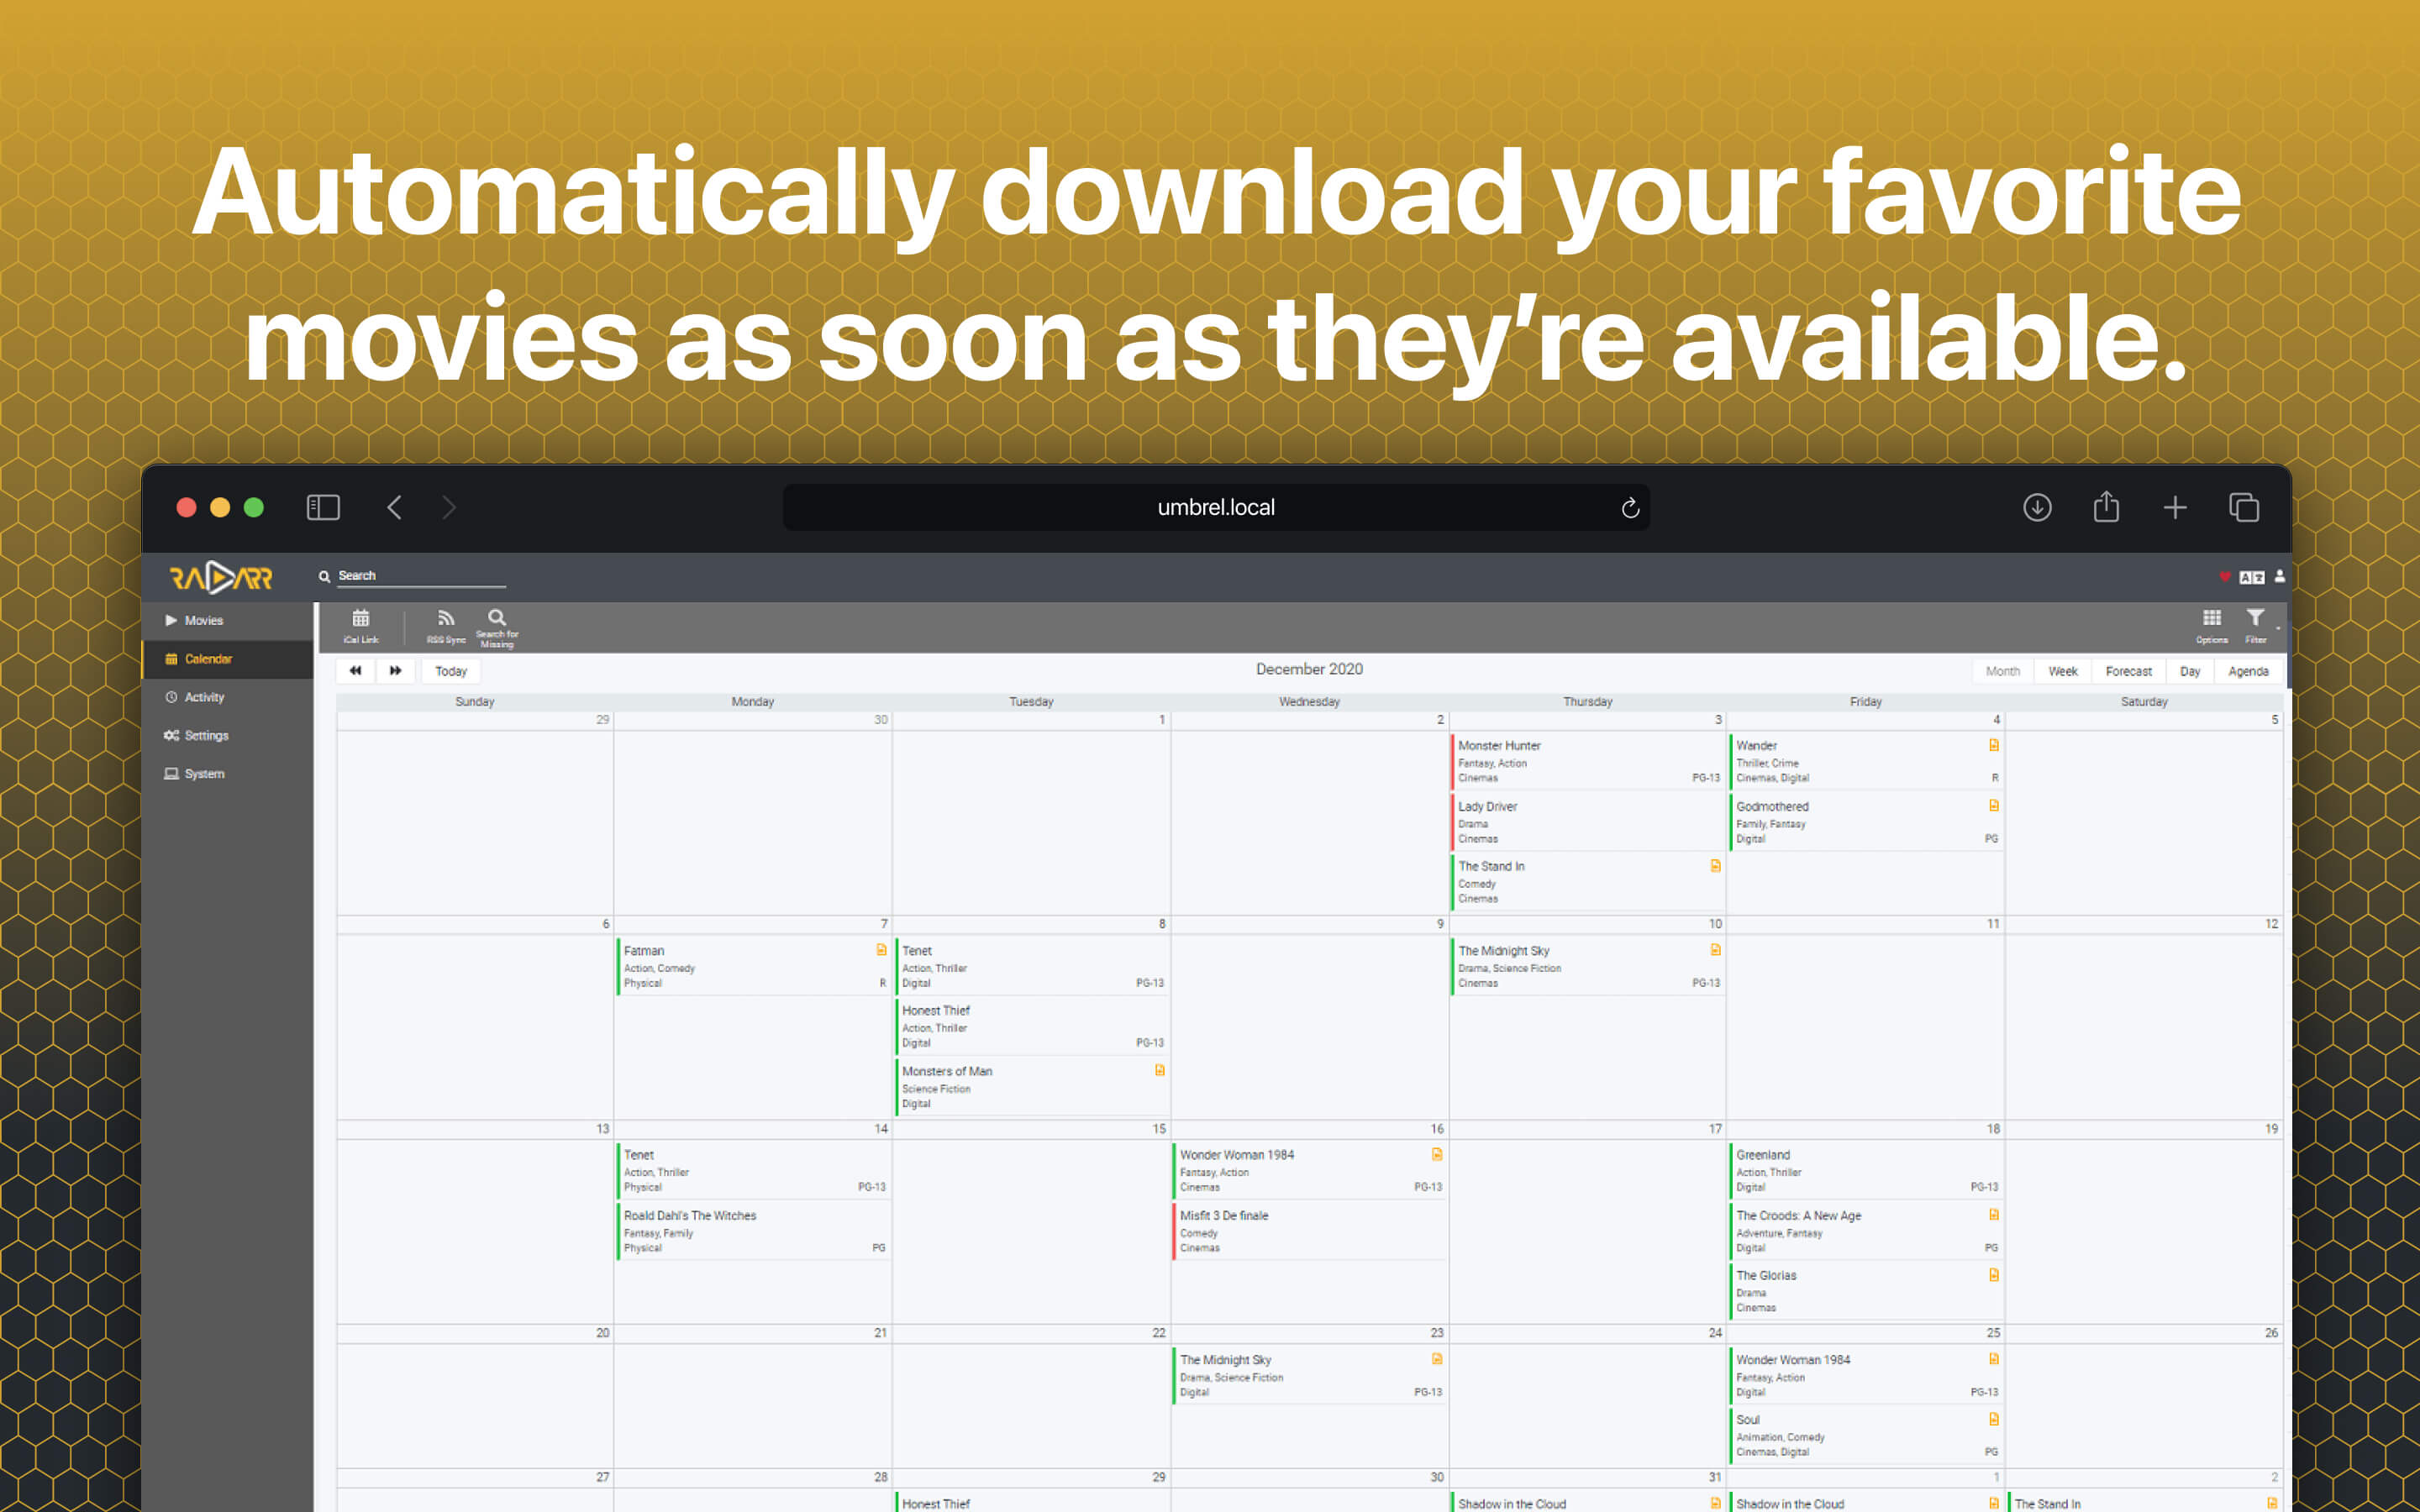 Automatically download your favorite
movies as soon as they’re available.
umbrel.local
RADARR
Search
A
Movies
Calendar
Activity
Settings
System
iCal Link
RSS Sync
Search for
Missing
Options
Filter
Today
December 2020
Month Week Forecast Day Agenda
Sunday Monday Tuesday Wednesday Thursday Friday Saturday
29 30 1 2 3 4 5
Monster Hunter
Fantasy, Action
Cinemas PG-13
Lady Driver
Drama
Cinemas
The Stand In
Comedy
Cinemas
Wander
Thriller, Crime
Cinemas, Digital R
Godmothered
Family, Fantasy
Digital PG
6 7 8 9 10 11 12
Fatman
Action, Comedy
Physical R
Tenet
Action, Thriller
Digital PG-13
Honest Thief
Action, Thriller
Digital PG-13
Monsters of Man
Science Fiction
Digital
The Midnight Sky
Drama, Science Fiction
Cinemas PG-13
13 14 15 16 17 18 19
Tenet
Action, Thriller
Physical PG-13
Roald Dahl's The Witches
Fantasy, Family
Physical PG
Wonder Woman 1984
Fantasy, Action
Cinemas PG-13
Misfit 3 De finale
Comedy
Cinemas
Greenland
Action, Thriller
Digital PG-13
The Croods: A New Age
Adventure, Fantasy
Digital PG
The Glorias
Drama
Cinemas
20 21 22 23 24 25 26
The Midnight Sky
Drama, Science Fiction
Digital PG-13
Wonder Woman 1984
Fantasy, Action
Digital PG-13
Soul
Animation, Comedy
Cinemas, Digital PG
27 28 29 30 31 1 2
Honest Thief
Shadow in the Cloud
Shadow in the Cloud
The Stand In